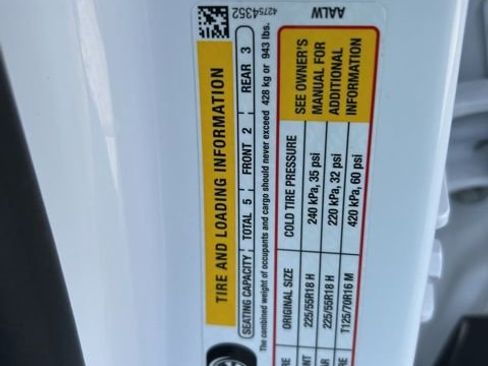 42754352
AALW
TIRE AND LOADING INFORMATION
SEATING CAPACITY TOTAL 5 FRONT 2 REAR 3
The combined weight of occupants and cargo should never exceed 428 kg or 943 lbs.
ORIGINAL SIZE COLD TIRE PRESSURE SEE OWNER'S
225/55R18 H 240 kPa, 35 psi MANUAL FOR
225/55R18 H 220 kPa, 32 psi ADDITIONAL
T125/70R16 M 420 kPa, 60 psi INFORMATION